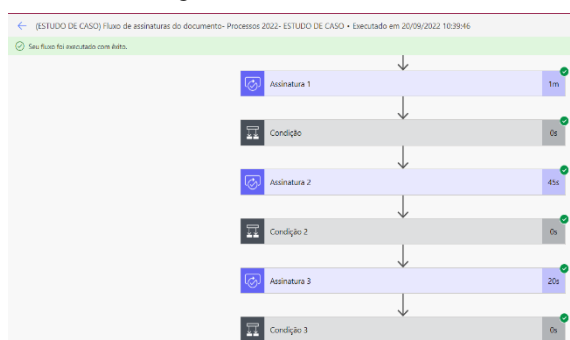 (ESTUDO DE CASO) Fluxo de assinaturas do documento- Processos 2022- ESTUDO DE CASO • Executado em 20/09/2022 10:39:46
Seu fluxo foi executado com êxito.
Assinatura 1 1m
Condição 0s
Assinatura 2 45s
Condição 2 0s
Assinatura 3 20s
Condição 3 0s